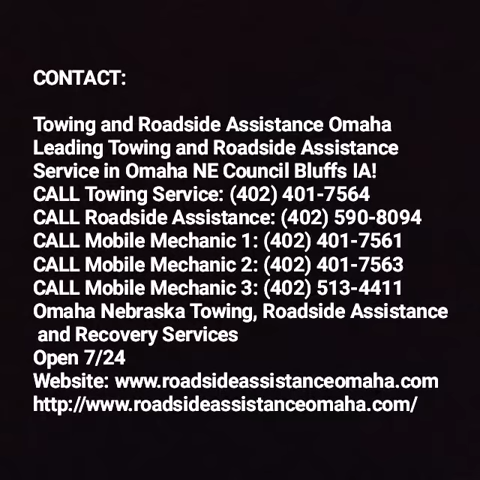 CONTACT:
Towing and Roadside Assistance Omaha
Leading Towing and Roadside Assistance
Service in Omaha NE Council Bluffs IA!
CALL Towing Service: (402) 401-7564
CALL Roadside Assistance: (402) 590-8094
CALL Mobile Mechanic 1: (402) 401-7561
CALL Mobile Mechanic 2: (402) 401-7563
CALL Mobile Mechanic 3: (402) 513-4411
Omaha Nebraska Towing, Roadside Assistance
and Recovery Services
Open 7/24
Website: www.roadsideassistanceomaha.com
http://www.roadsideassistanceomaha.com/